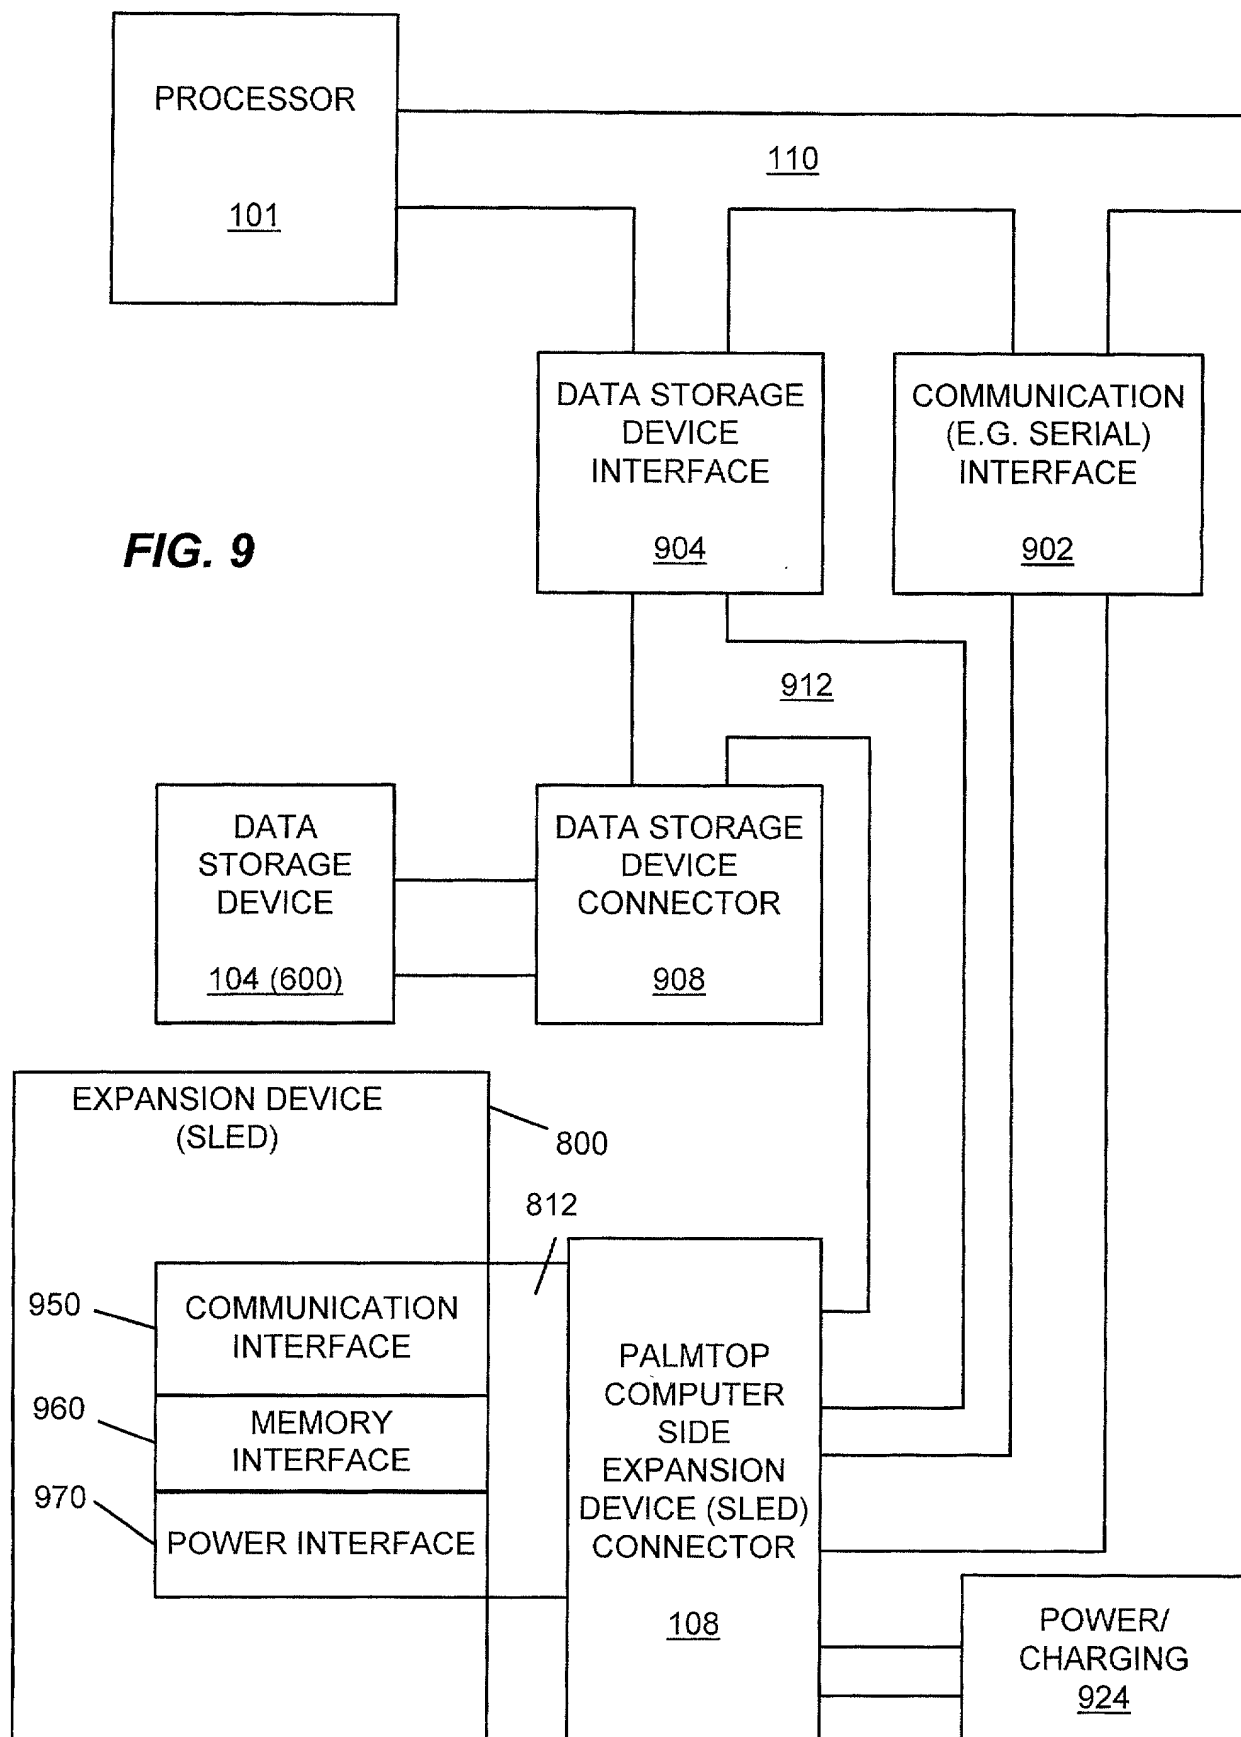 PROCESSOR
101
110
DATA STORAGE
DEVICE
INTERFACE
904
COMMUNICATION
(E.G. SERIAL)
INTERFACE
902
FIG. 9
912
DATA
STORAGE
DEVICE
104 (600)
DATA STORAGE
DEVICE
CONNECTOR
908
EXPANSION DEVICE
(SLED)
800
812
950
COMMUNICATION
INTERFACE
960
MEMORY
INTERFACE
970
POWER INTERFACE
PALMTOP
COMPUTER
SIDE
EXPANSION
DEVICE (SLED)
CONNECTOR
108
POWER/
CHARGING
924